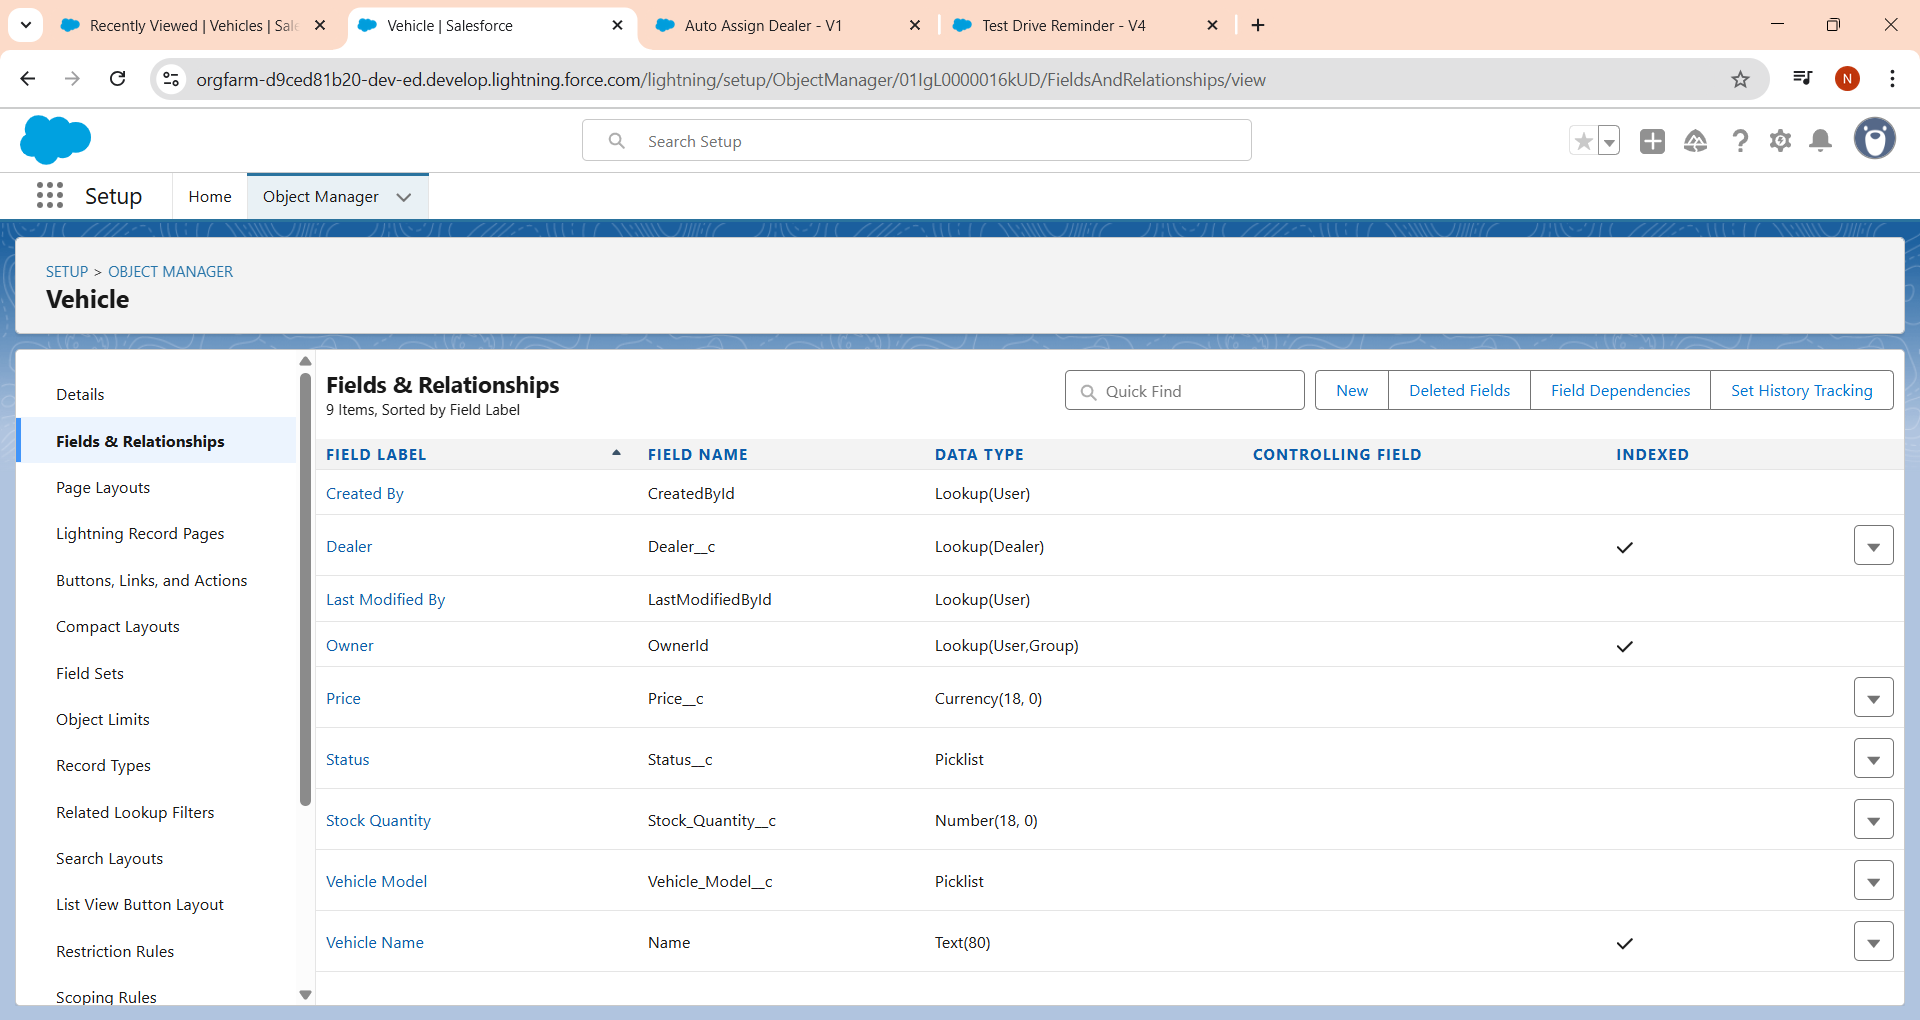 Recently Viewed | Vehicles | Sale
Vehicle | Salesforce
Auto Assign Dealer - V1
Test Drive Reminder - V4
orgfarm-d9ced81b20-dev-ed.develop.lightning.force.com/lightning/setup/ObjectManager/01IgL0000016kUD/FieldsAndRelationships/view
N
Search Setup
Setup
Home
Object Manager
SETUP > OBJECT MANAGER
Vehicle
Details
Fields & Relationships
Page Layouts
Lightning Record Pages
Buttons, Links, and Actions
Compact Layouts
Field Sets
Object Limits
Record Types
Related Lookup Filters
Search Layouts
List View Button Layout
Restriction Rules
Scoping Rules
Fields & Relationships
9 Items, Sorted by Field Label
Quick Find
New
Deleted Fields
Field Dependencies
Set History Tracking
FIELD LABEL FIELD NAME DATA TYPE CONTROLLING FIELD INDEXED
Created By CreatedById Lookup(User)
Dealer Dealer__c Lookup(Dealer)
Last Modified By LastModifiedById Lookup(User)
Owner OwnerId Lookup(User,Group)
Price Price__c Currency(18, 0)
Status Status__c Picklist
Stock Quantity Stock_Quantity__c Number(18, 0)
Vehicle Model Vehicle_Model__c Picklist
Vehicle Name Name Text(80)